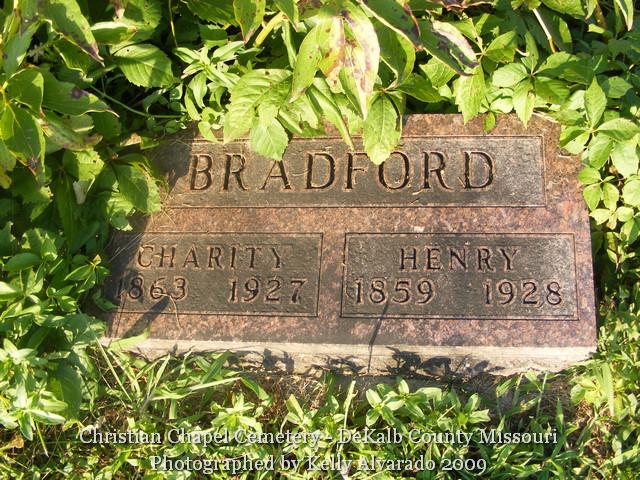 BRADFORD
CHARITY HENRY
1863 1927 1859 1928
Christian Chapel Cemetery - DeKalb County Missouri
Photographed by Kelly Alvarado 2009